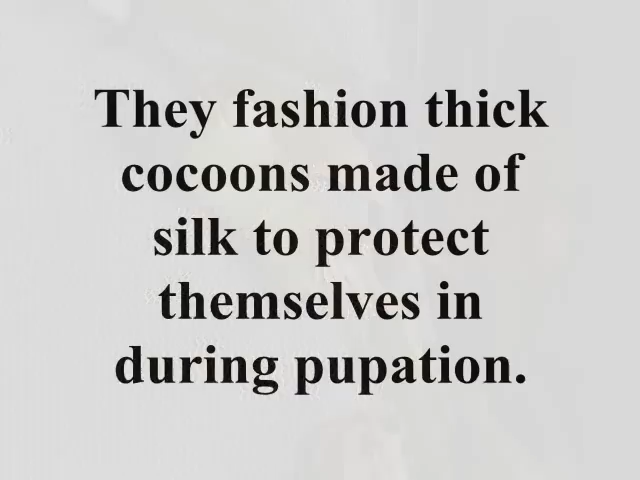 They fashion thick
cocoons made of
silk to protect
themselves in
during pupation.